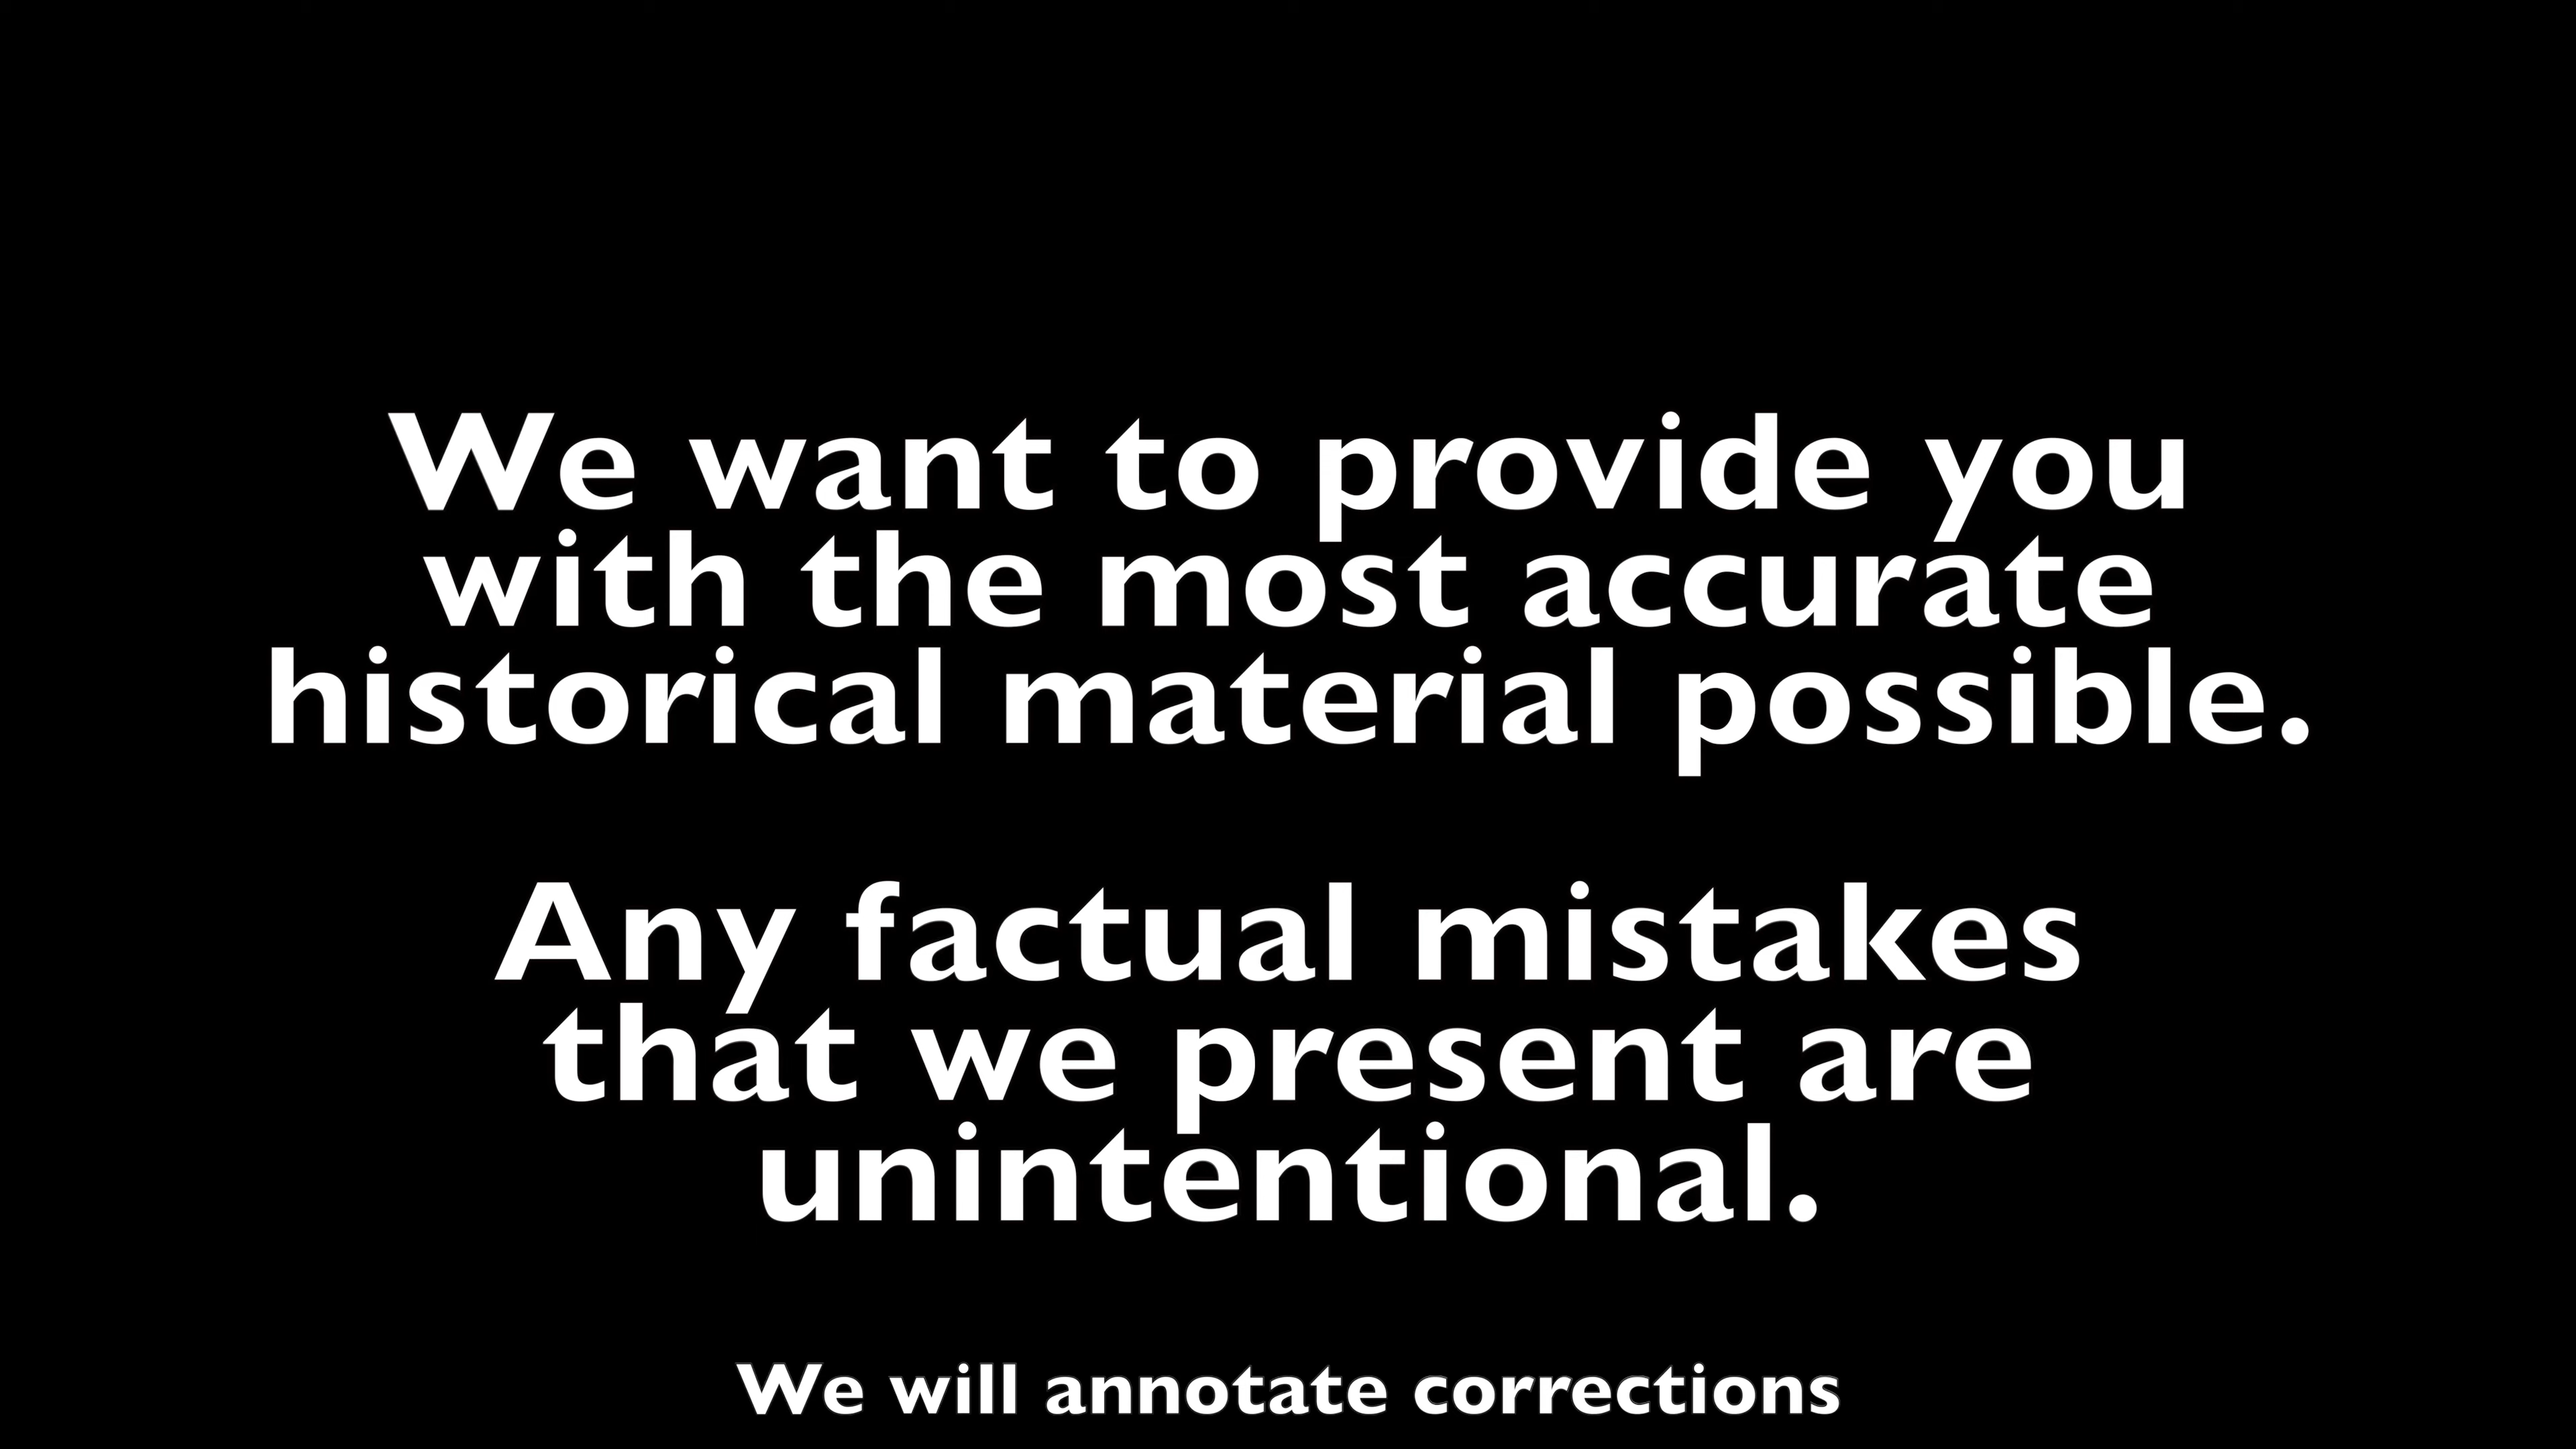 We want to provide you
with the most accurate
historical material possible.
Any factual mistakes
that we present are
unintentional.
We will annotate corrections